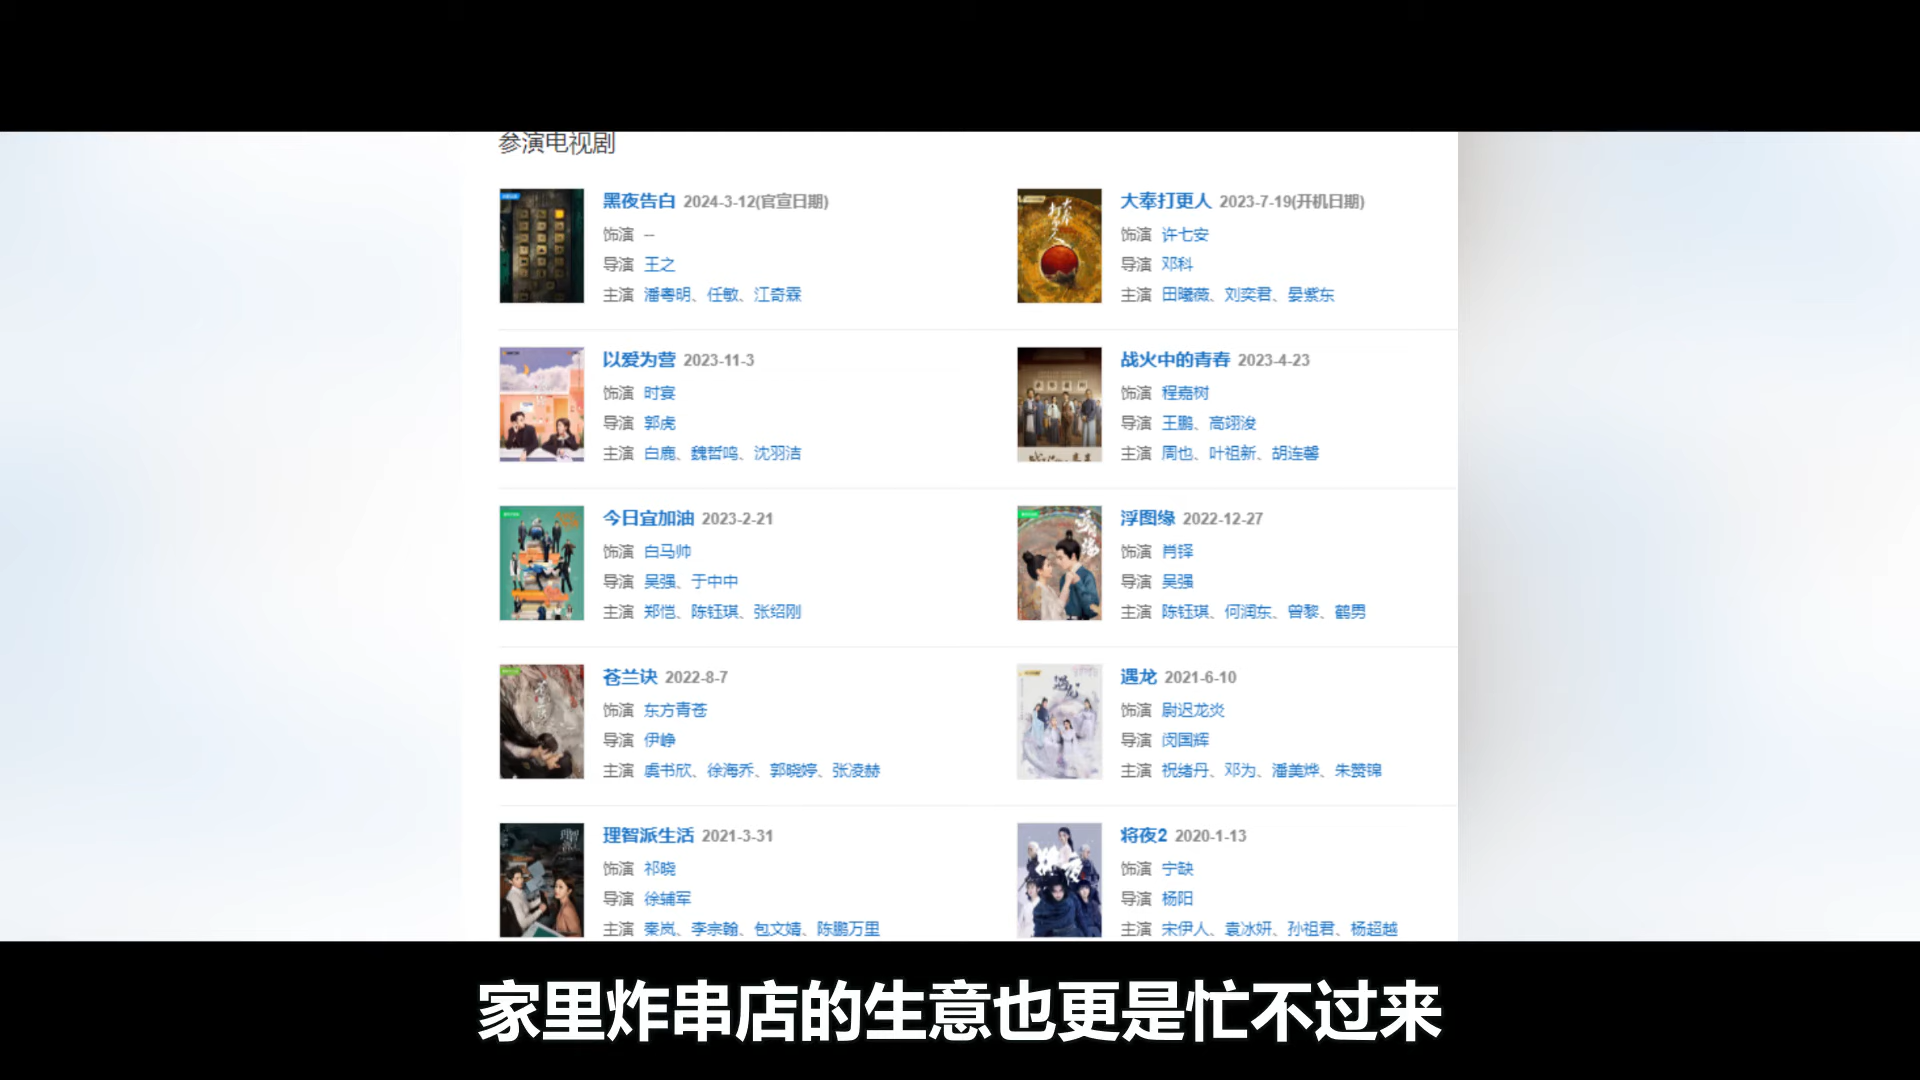 参演电视剧
黑夜告白 2024-3-12(官宣日期)
饰演 --
导演 王之
主演 潘粤明、任敏、江奇霖
大奉打更人 2023-7-19(开机日期)
饰演 许七安
导演 邓科
主演 田曦薇、刘奕君、晏紫东
以爱为营 2023-11-3
饰演 时宴
导演 郭虎
主演 白鹿、魏哲鸣、沈羽洁
战火中的青春 2023-4-23
饰演 程嘉树
导演 王鹏、高翊浚
主演 周也、叶祖新、胡连馨
今日宜加油 2023-2-21
饰演 白马帅
导演 吴强、于中中
主演 郑恺、陈钰琪、张绍刚
浮图缘 2022-12-27
饰演 肖铎
导演 吴强
主演 陈钰琪、何润东、曾黎、鹤男
苍兰诀 2022-8-7
饰演 东方青苍
导演 伊峥
主演 虞书欣、徐海乔、郭晓婷、张凌赫
遇龙 2021-6-10
饰演 尉迟龙炎
导演 闵国辉
主演 祝绪丹、邓为、潘美烨、朱赞锦
理智派生活 2021-3-31
饰演 祁晓
导演 徐辅军
主演 秦岚、李宗翰、包文婧、陈鹏万里
将夜2 2020-1-13
饰演 宁缺
导演 杨阳
主演 宋伊人、袁冰妍、孙祖君、杨超越
家里炸串店的生意也更是忙不过来